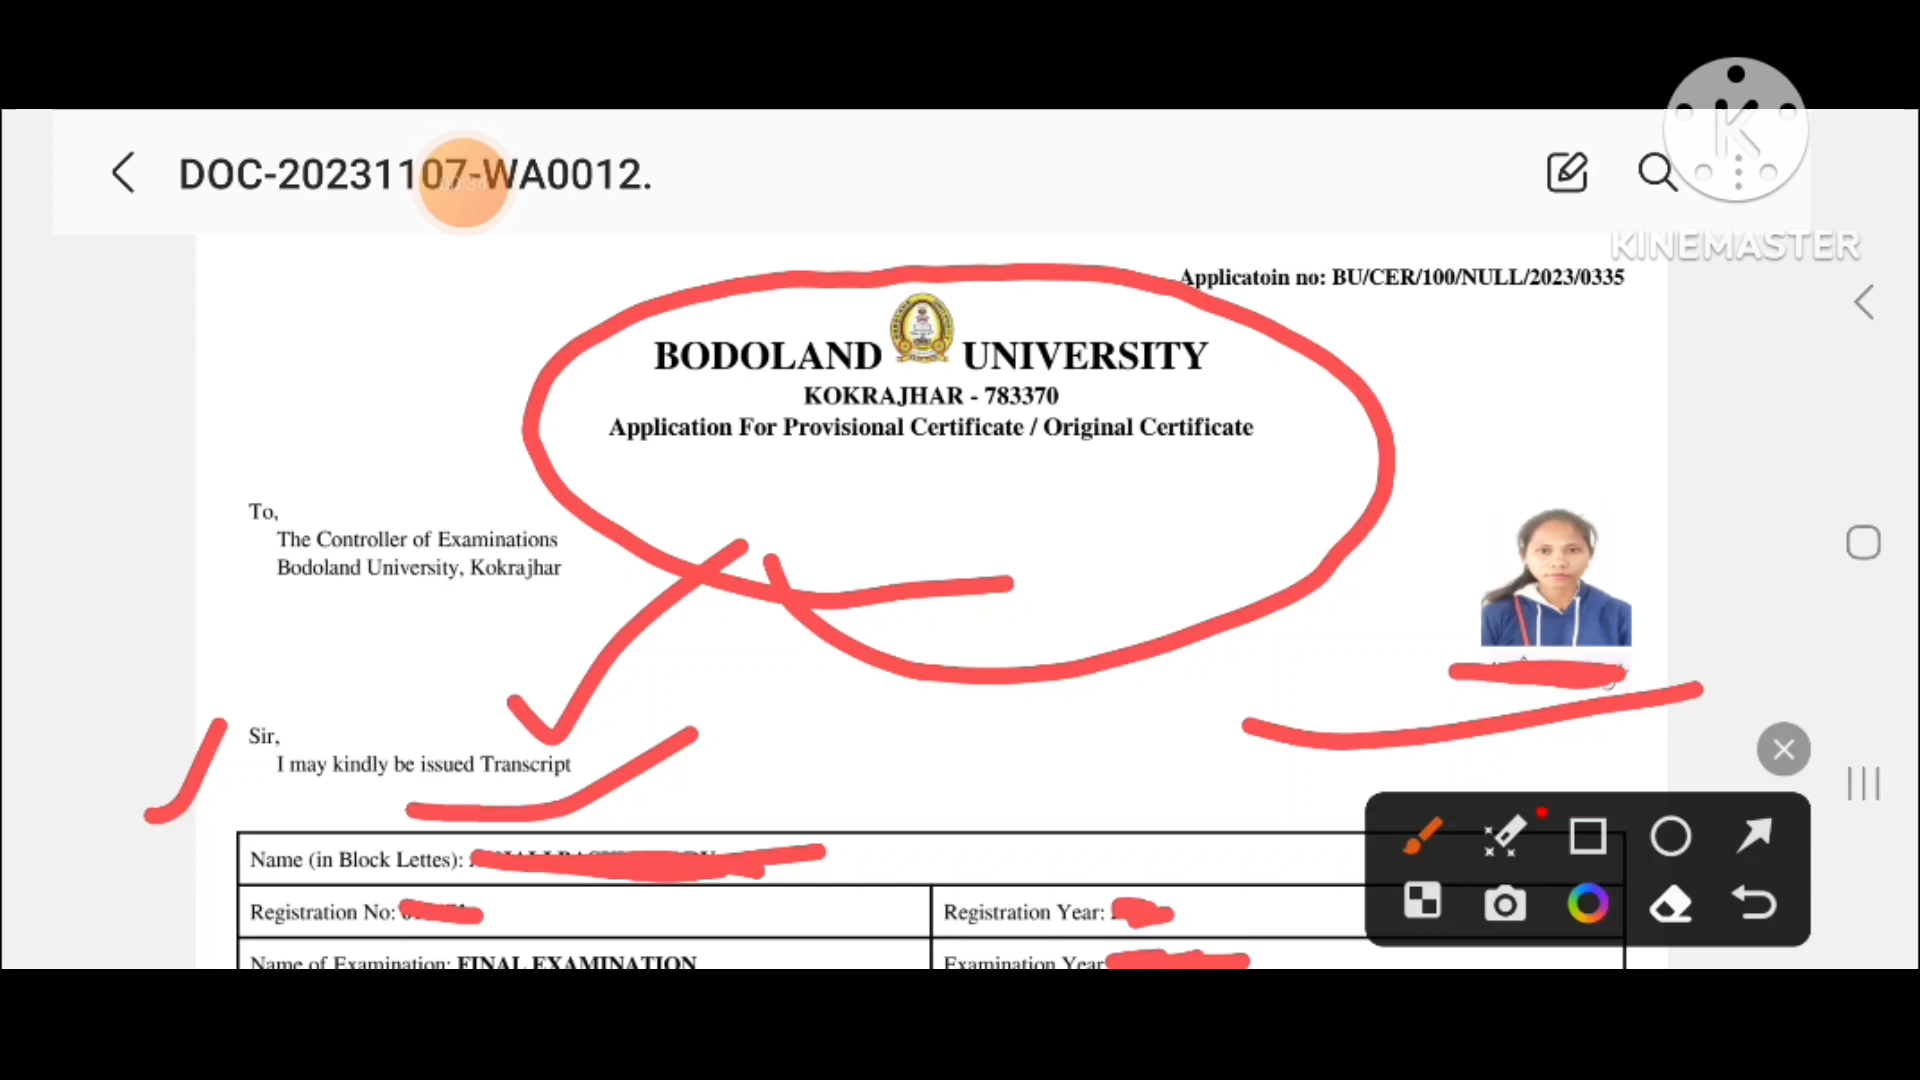 DOC-20231107-WA0012.
KINEMASTER
Applicatoin no: BU/CER/100/NULL/2023/0335
BODOLAND UNIVERSITY
KOKRAJHAR - 783370
Application For Provisional Certificate / Original Certificate
To,
The Controller of Examinations
Bodoland University, Kokrajhar
Sir,
I may kindly be issued Transcript
Name (in Block Lettes):
Registration No:
Registration Year:
Name of Examination: FINAL EXAMINATION
Examination Year